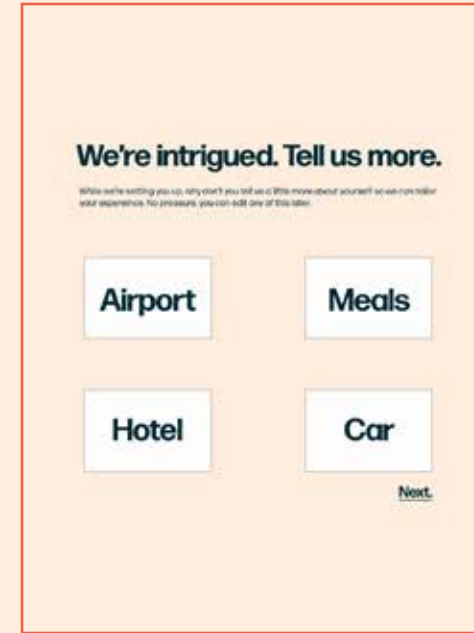 We're intrigued. Tell us more.
While we're setting you up, why don't you tell us a little more about yourself so we can tailor
your experience. No pressure, you can edit any of this later.
Airport
Meals
Hotel
Car
Next.